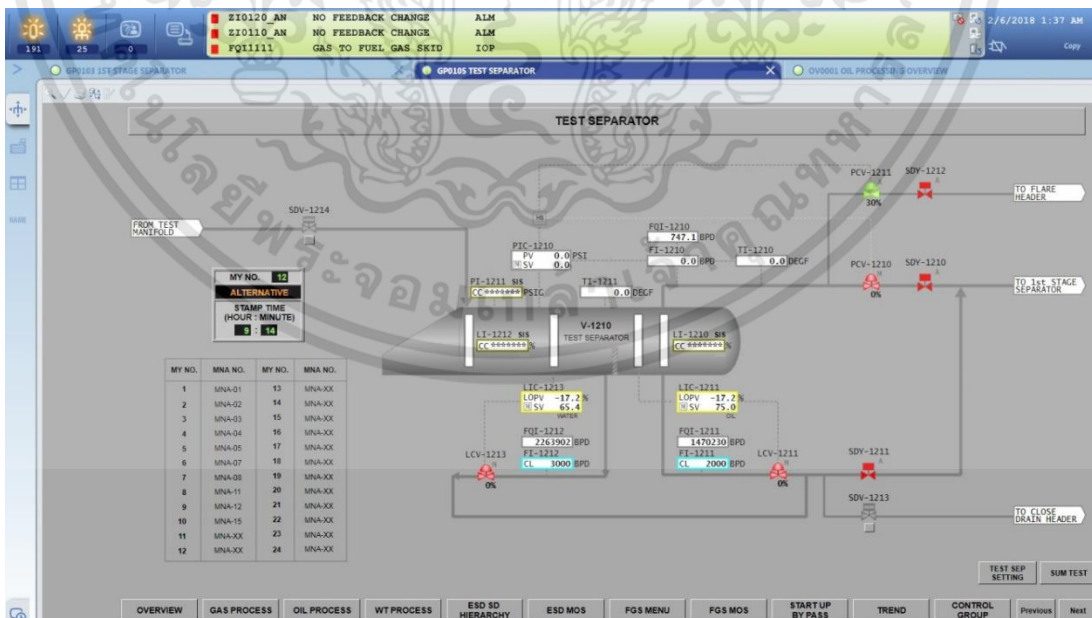 ZI0120_AN NO FEEDBACK CHANGE ALM
ZI0110_AN NO FEEDBACK CHANGE ALM
FQI1111 GAS TO FUEL GAS SKID IOP
191 25 0
2/6/2018 1:37 AM
Copy
GP0103 1ST STAGE SEPARATOR
GP0105 TEST SEPARATOR
OV0001 OIL PROCESSING OVERVIEW
NAME
TEST SEPARATOR
FROM TEST
MANIFOLD
SDV-1214
PCV-1211
30%
SDY-1212
TO FLARE
HEADER
HS
PIC-1210
PV 0.0 PSI
SV 0.0
FQI-1210
747.1 BPD
FI-1210
0.0 BPD
TI-1210
0.0 DEGF
PCV-1210
0%
SDY-1210
TO 1st STAGE
SEPARATOR
PI-1211 SIS
CC ******* PSIG
TI-1211
0.0 DEGF
MY NO. 12
ALTERNATIVE
STAMP TIME
(HOUR : MINUTE)
9 : 14
LI-1212 SIS
CC ******* %
V-1210
TEST SEPARATOR
LI-1210 SIS
CC ******* %
MY NO. MNA NO. MY NO. MNA NO.
1 MNA-01 13 MNA-XX
2 MNA-02 14 MNA-XX
3 MNA-03 15 MNA-XX
4 MNA-04 16 MNA-XX
5 MNA-05 17 MNA-XX
6 MNA-07 18 MNA-XX
7 MNA-08 19 MNA-XX
8 MNA-11 20 MNA-XX
9 MNA-12 21 MNA-XX
10 MNA-15 22 MNA-XX
11 MNA-XX 23 MNA-XX
12 MNA-XX 24 MNA-XX
LIC-1213
LOPV -17.2 %
SV 65.4
WATER
FQI-1212
2263902 BPD
FI-1212
CL 3000 BPD
LCV-1213
0%
LIC-1211
LOPV -17.2 %
SV 75.0
OIL
FQI-1211
1470230 BPD
FI-1211
CL 2000 BPD
LCV-1211
0%
SDY-1211
SDV-1213
TO CLOSE
DRAIN HEADER
TEST SEP
SETTING
SUM TEST
OVERVIEW
GAS PROCESS
OIL PROCESS
WT PROCESS
ESD SD
HIERARCHY
ESD MOS
FGS MENU
FGS MOS
START UP
BY PASS
TREND
CONTROL
GROUP
Previous
Next